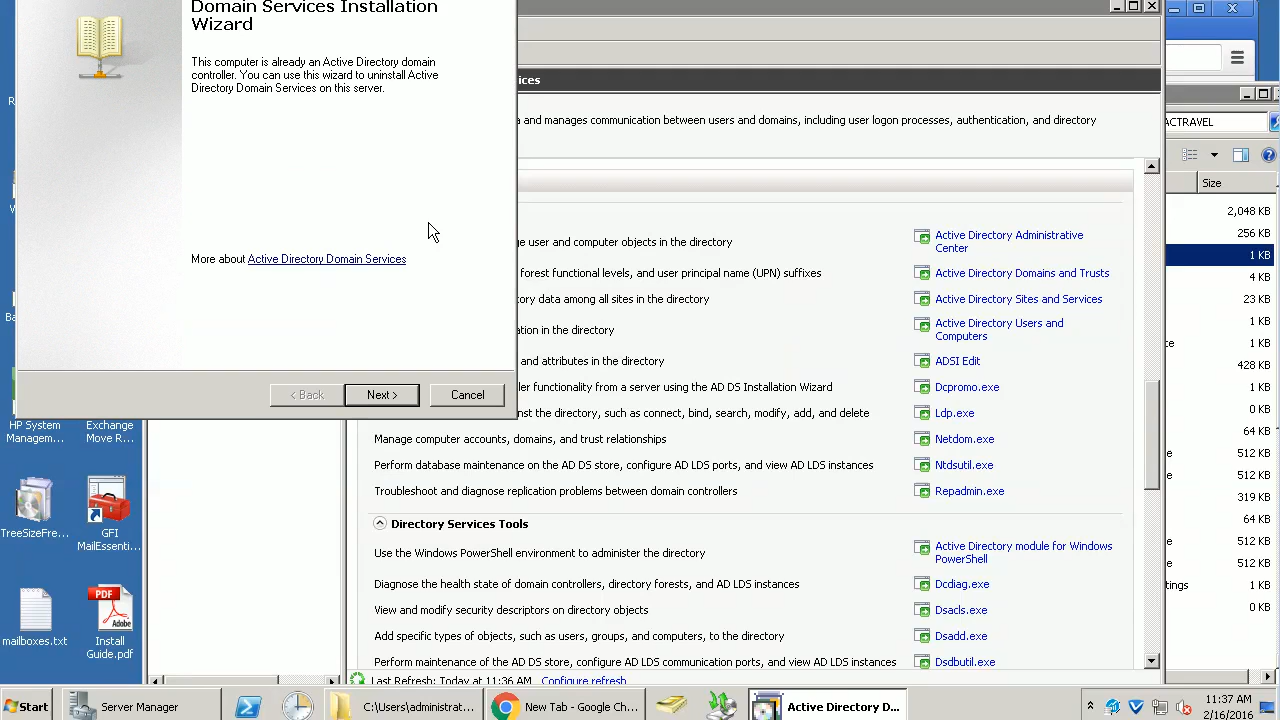 Domain Services Installation
Wizard
This computer is already an Active Directory domain
controller. You can use this wizard to uninstall Active
Directory Domain Services on this server.
More about Active Directory Domain Services
< Back
Next >
Cancel
ices
a and manages communication between users and domains, including user logon processes, authentication, and directory
ge user and computer objects in the directory
Active Directory Administrative
Center
forest functional levels, and user principal name (UPN) suffixes
Active Directory Domains and Trusts
tory data among all sites in the directory
Active Directory Sites and Services
ation in the directory
Active Directory Users and
Computers
and attributes in the directory
ADSI Edit
ler functionality from a server using the AD DS Installation Wizard
Dcpromo.exe
nst the directory, such as connect, bind, search, modify, add, and delete
Ldp.exe
Manage computer accounts, domains, and trust relationships
Netdom.exe
Perform database maintenance on the AD DS store, configure AD LDS ports, and view AD LDS instances
Ntdsutil.exe
Troubleshoot and diagnose replication problems between domain controllers
Repadmin.exe
Directory Services Tools
Use the Windows PowerShell environment to administer the directory
Active Directory module for Windows
PowerShell
Diagnose the health state of domain controllers, directory forests, and AD LDS instances
Dcdiag.exe
View and modify security descriptors on directory objects
Dsacls.exe
Add specific types of objects, such as users, groups, and computers, to the directory
Dsadd.exe
Perform maintenance of the AD DS store, configure AD LDS communication ports, and view AD LDS instances
Dsdbutil.exe
Last Refresh: Today at 11:36 AM
Configure refresh
ACTRAVEL
Size
2,048 KB
256 KB
1 KB
4 KB
23 KB
1 KB
1 KB
428 KB
1 KB
0 KB
64 KB
512 KB
512 KB
319 KB
64 KB
512 KB
512 KB
tings
1 KB
0 KB
HP System
Managem...
Exchange
Move R...
TreeSizeFre...
GFI
MailEssenti...
mailboxes.txt
PDF
Adobe
Install
Guide.pdf
Start
Server Manager
C:\Users\administrat...
New Tab - Google Ch...
Active Directory D...
11:37 AM
2/16/2016